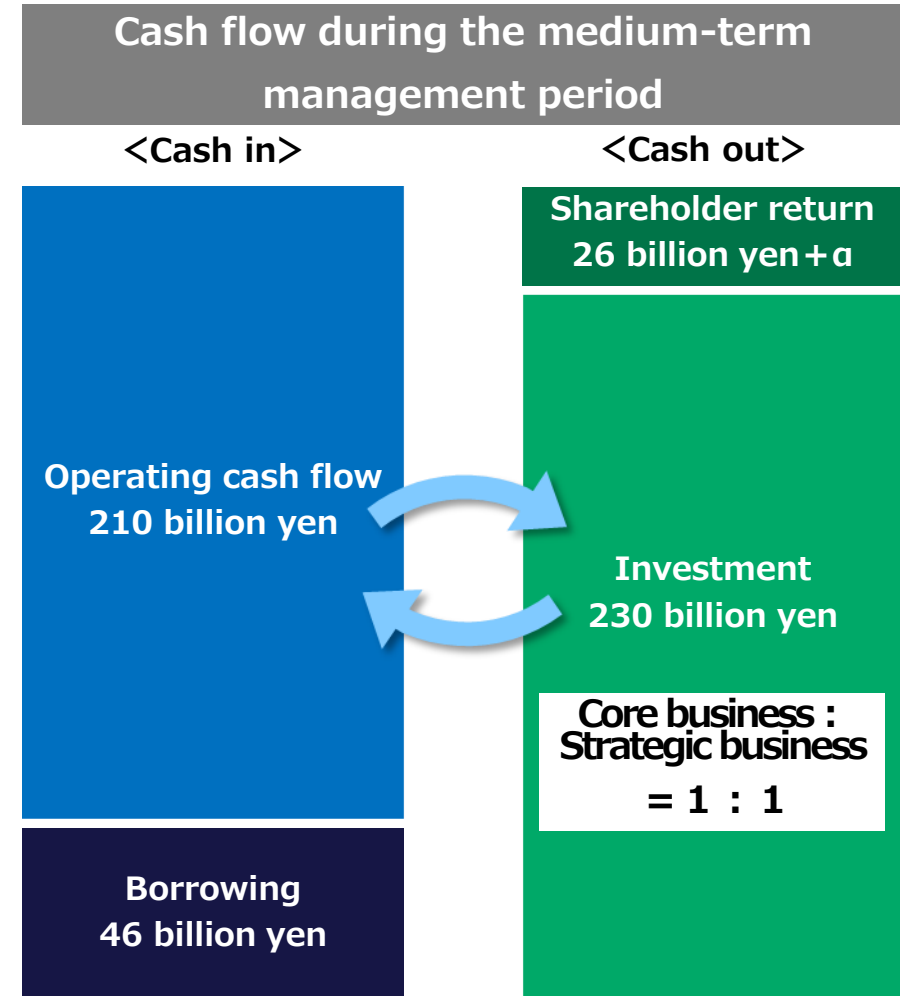 Cash flow during the medium-term
management period
<Cash in>
<Cash out>
Operating cash flow
210 billion yen
Borrowing
46 billion yen
Shareholder return
26 billion yen+α
Investment
230 billion yen
Core business :
Strategic business
= 1 : 1